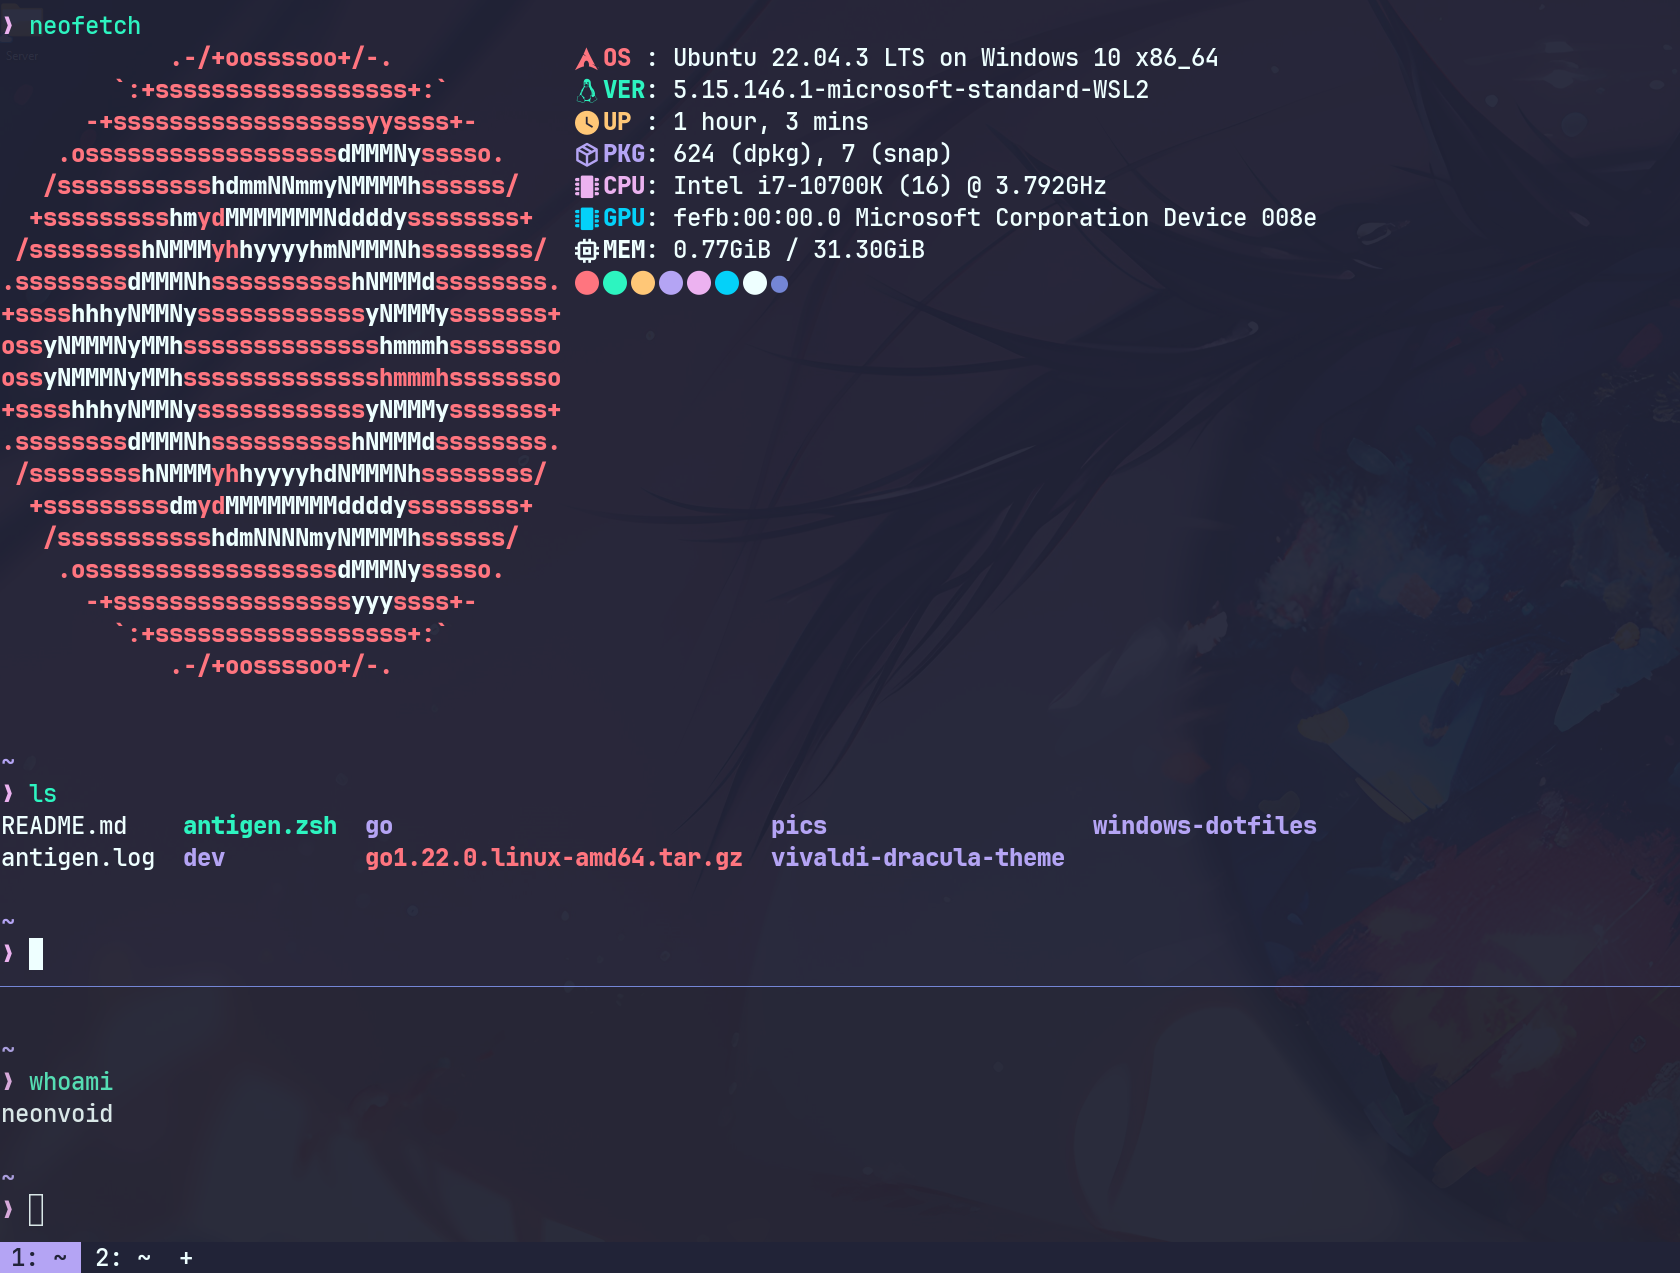 Server
❯ neofetch
.-/+oossssoo+/-.
`:+ssssssssssssssssss+:`
-+ssssssssssssssssssyyssss+-
.ossssssssssssssssssdMMMNysssso.
/ssssssssssshdmmNNmmyNMMMMhssssss/
+ssssssssshmydMMMMMMMNddddyssssssss+
/sssssssshNMMMyhhyyyyhmNMMMNhssssssss/
.ssssssssdMMMNhsssssssssshNMMMdssssssss.
+sssshhhyNMMNyssssssssssssyNMMMysssssss+
ossyNMMMNyMMhsssssssssssssshmmmhssssssso
ossyNMMMNyMMhsssssssssssssshmmmhssssssso
+sssshhhyNMMNyssssssssssssyNMMMysssssss+
.ssssssssdMMMNhsssssssssshNMMMdssssssss.
/sssssssshNMMMyhhyyyyhdNMMMNhssssssss/
+sssssssssdmydMMMMMMMMddddyssssssss+
/ssssssssssshdmNNNNmyNMMMMhssssss/
.ossssssssssssssssssdMMMNysssso.
-+sssssssssssssssssyyyssss+-
`:+ssssssssssssssssss+:`
.-/+oossssoo+/-.
OS : Ubuntu 22.04.3 LTS on Windows 10 x86_64
VER: 5.15.146.1-microsoft-standard-WSL2
UP : 1 hour, 3 mins
PKG: 624 (dpkg), 7 (snap)
CPU: Intel i7-10700K (16) @ 3.792GHz
GPU: fefb:00:00.0 Microsoft Corporation Device 008e
MEM: 0.77GiB / 31.30GiB
~
❯ ls
README.md antigen.zsh go pics windows-dotfiles
antigen.log dev go1.22.0.linux-amd64.tar.gz vivaldi-dracula-theme
~
❯
~
❯ whoami
neonvoid
~
❯
1: ~ 2: ~ +